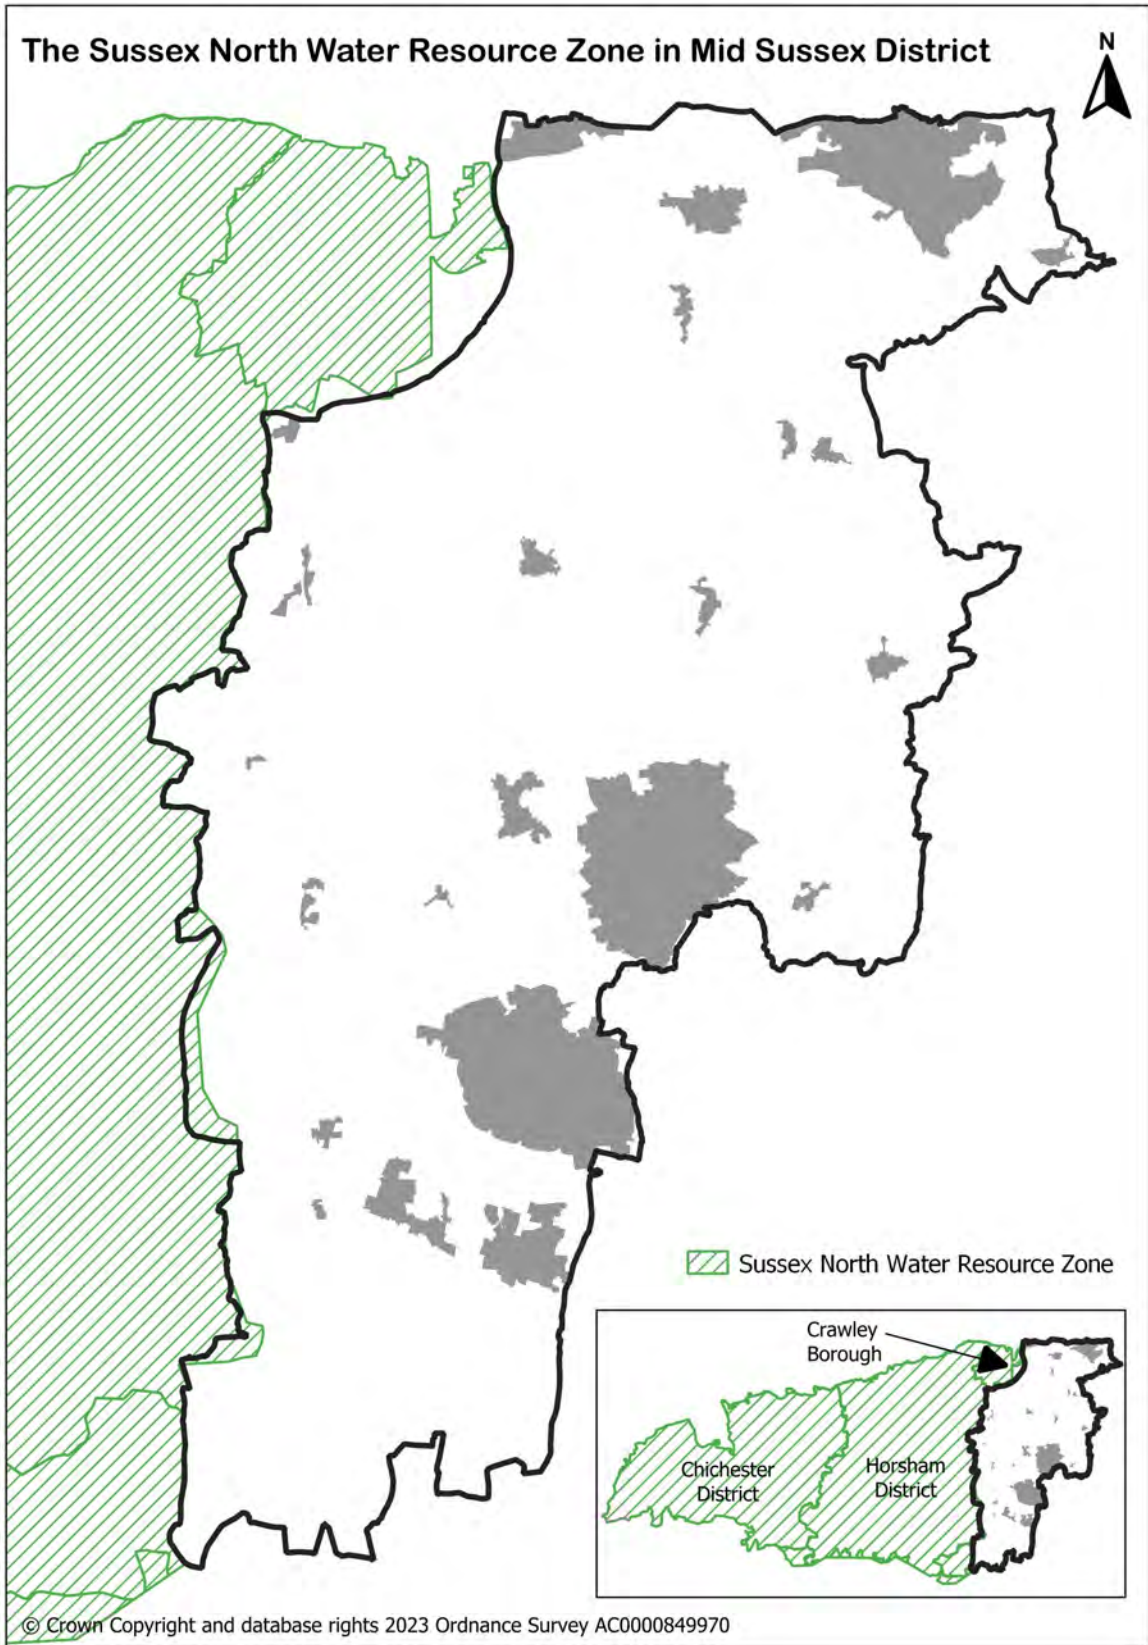 The Sussex North Water Resource Zone in Mid Sussex District
N
Sussex North Water Resource Zone
Crawley
Borough
Chichester
District
Horsham
District
© Crown Copyright and database rights 2023 Ordnance Survey AC0000849970